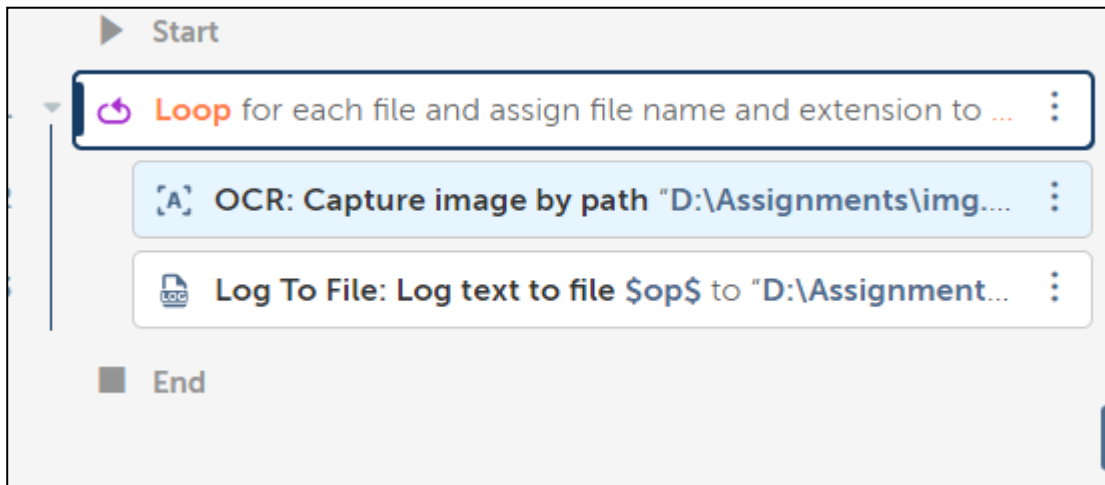 Start
Loop for each file and assign file name and extension to ...
OCR: Capture image by path "D:\Assignments\img....
Log To File: Log text to file $op$ to "D:\Assignment...
End